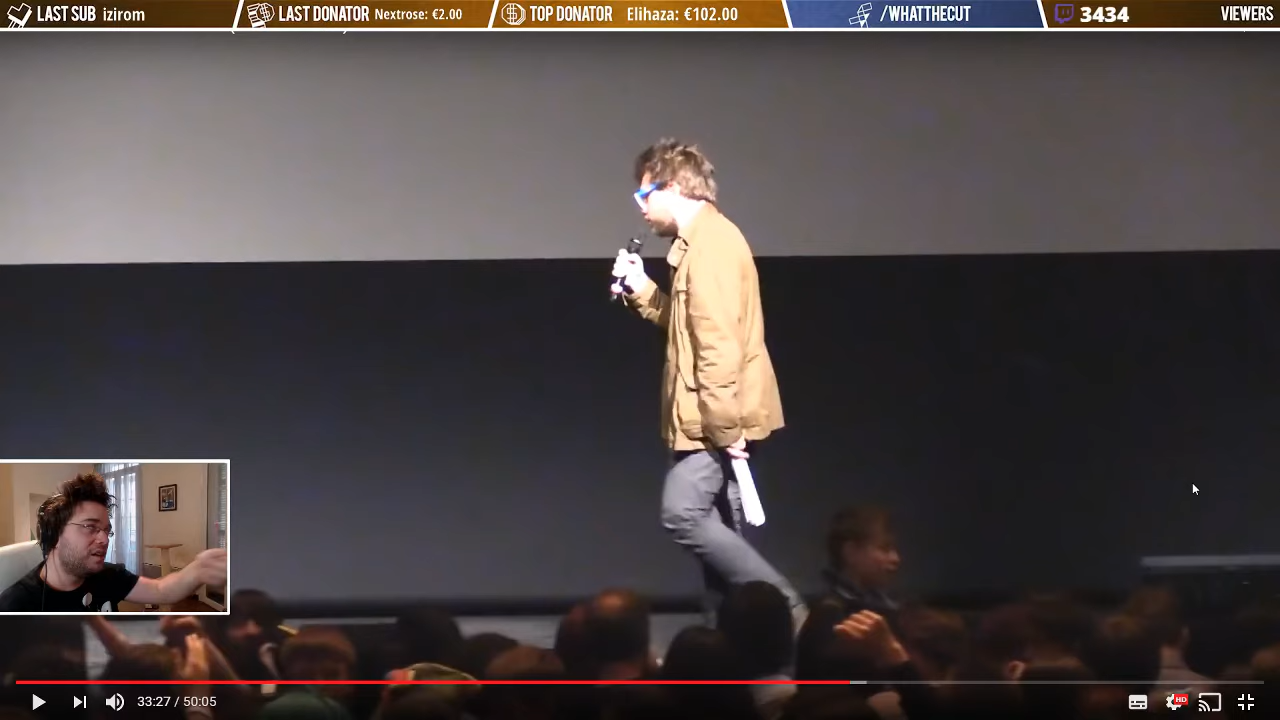 LAST SUB izirom
LAST DONATOR Nextrose: €2.00
TOP DONATOR Elihaza: €102.00
/WHATTHECUT
3434 VIEWERS
33:27 / 50:05
HD